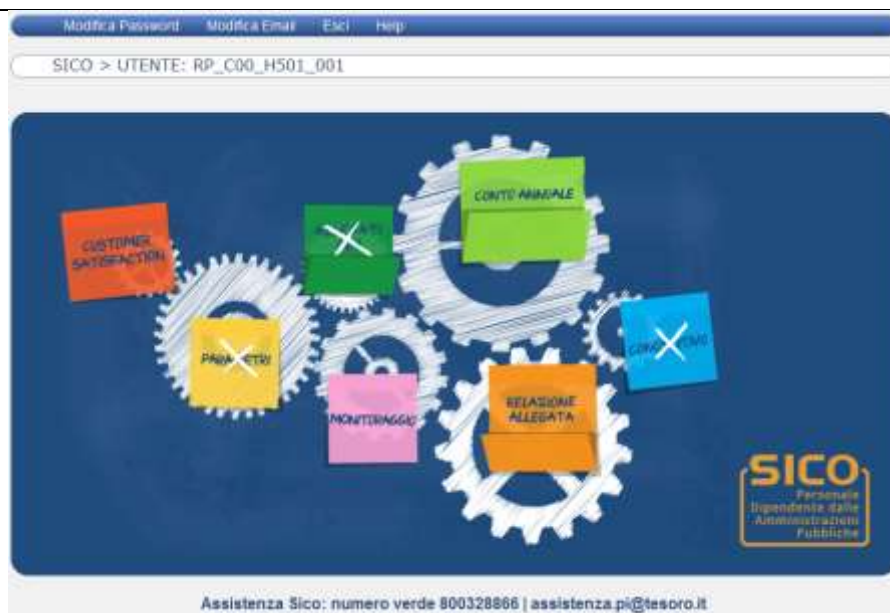 Modifica Password Modifica Email Esci Help
SICO > UTENTE: RP_C00_H501_001
CONTO ANNUALE
CUSTOMER
SATISFACTION
PARAMETRI
MONITORAGGIO
RELAZIONE
ALLEGATA
SICO
Personale
Dipendente dalle
Amministrazioni
Pubbliche
Assistenza Sico: numero verde 800328866 | assistenza.pi@tesoro.it